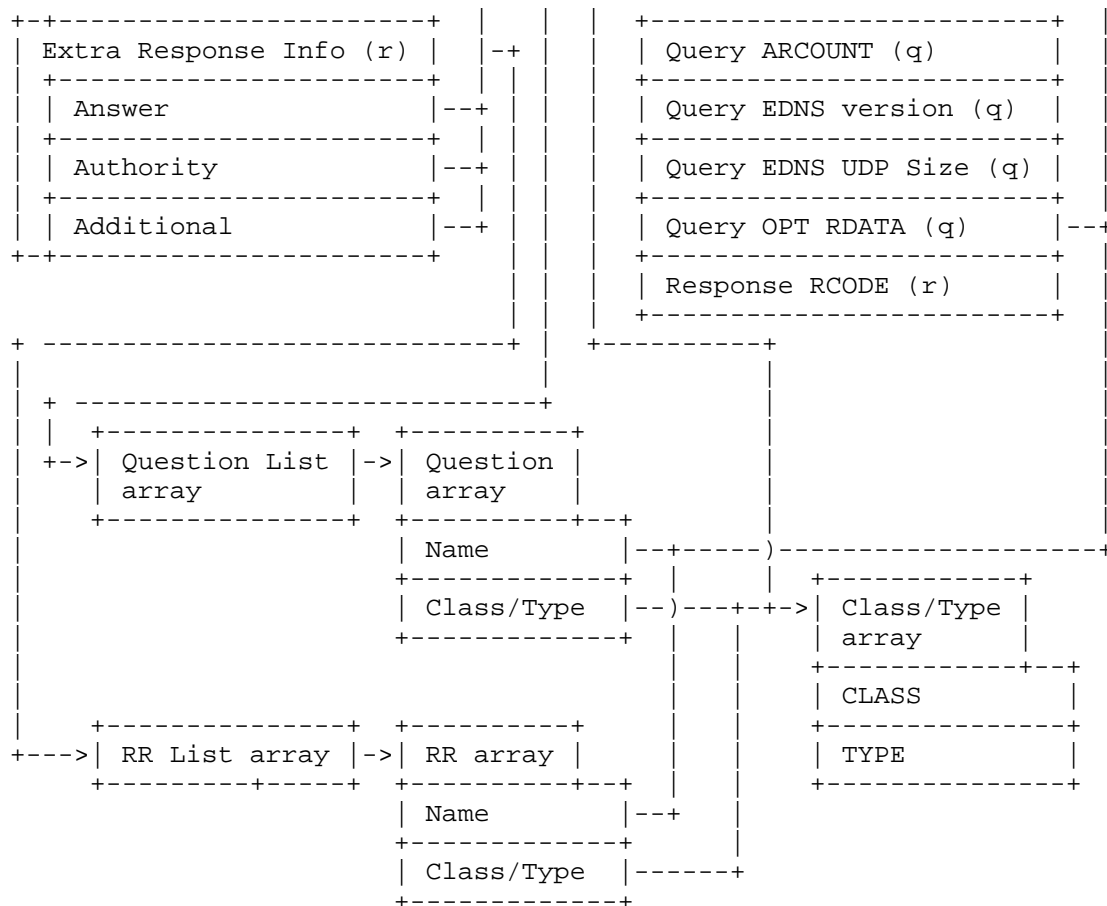 Extra Response Info (r)
Query ARCOUNT (q)
Answer
Query EDNS version (q)
Authority
Query EDNS UDP Size (q)
Additional
Query OPT RDATA (q)
Response RCODE (r)
Question List
array
Question
array
Name
Class/Type
Class/Type
array
CLASS
RR List array
RR array
TYPE
Name
Class/Type